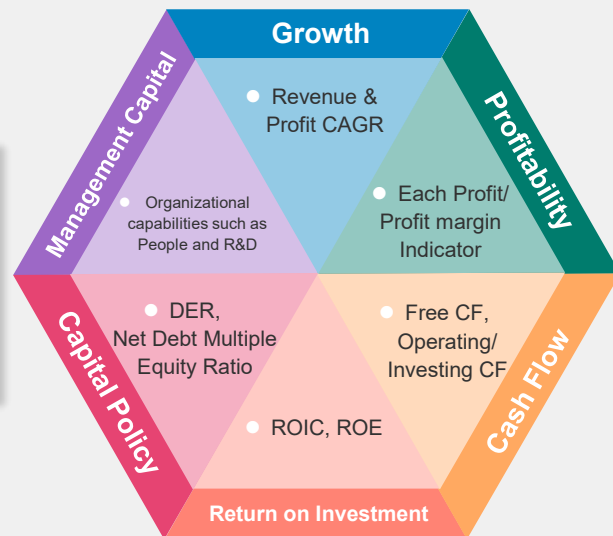 Growth
Revenue &
Profit CAGR
Profitability
Each Profit/
Profit margin
Indicator
Cash Flow
Free CF,
Operating/
Investing CF
Return on Investment
ROIC, ROE
Capital Policy
DER,
Net Debt Multiple
Equity Ratio
Management Capital
Organizational
capabilities such as
People and R&D